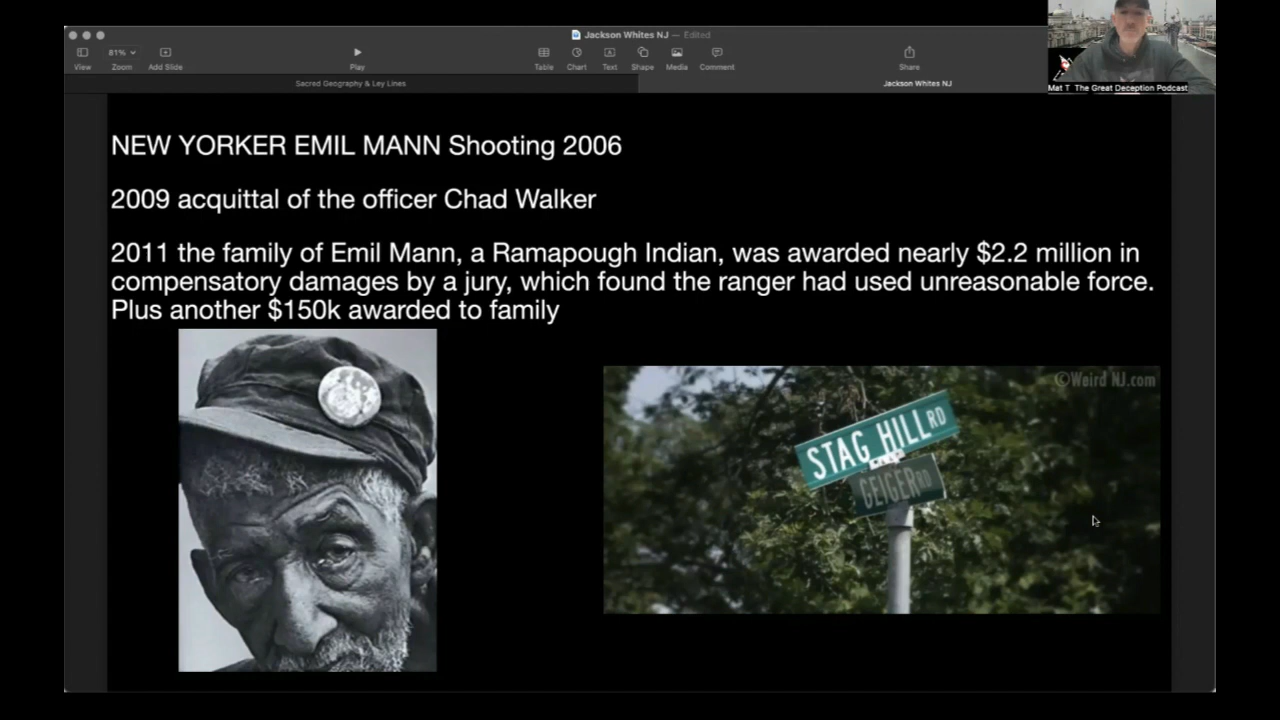 Jackson Whites NJ — Edited
81%
View
Zoom
Add Slide
Play
Table
Chart
Text
Shape
Media
Comment
Share
Sacred Geography & Ley Lines
Jackson Whites NJ
Mat T The Great Deception Podcast
NEW YORKER EMIL MANN Shooting 2006
2009 acquittal of the officer Chad Walker
2011 the family of Emil Mann, a Ramapough Indian, was awarded nearly $2.2 million in
compensatory damages by a jury, which found the ranger had used unreasonable force.
Plus another $150k awarded to family
©Weird NJ.com
STAG HILL RD
GEIGER RD